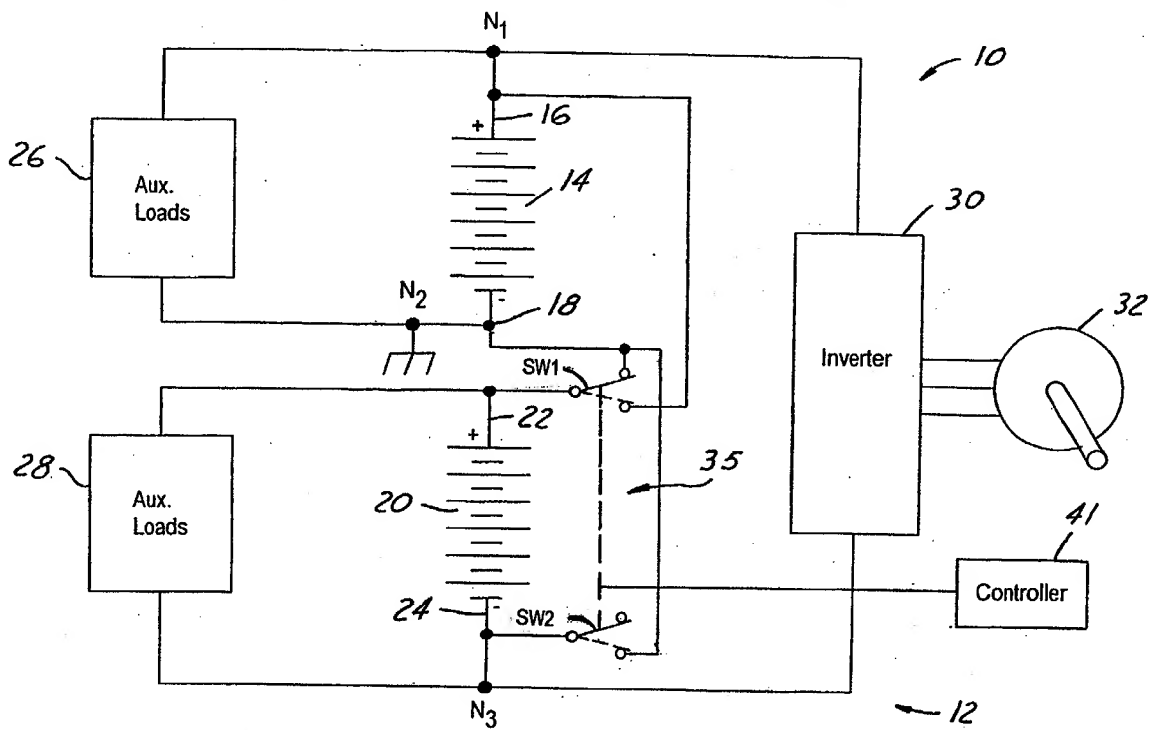 N1
10
+
16
26
Aux.
Loads
14
30
N2
-
18
32
SW1
Inverter
22
+
28
Aux.
Loads
35
20
41
24
-
SW2
Controller
N3
12